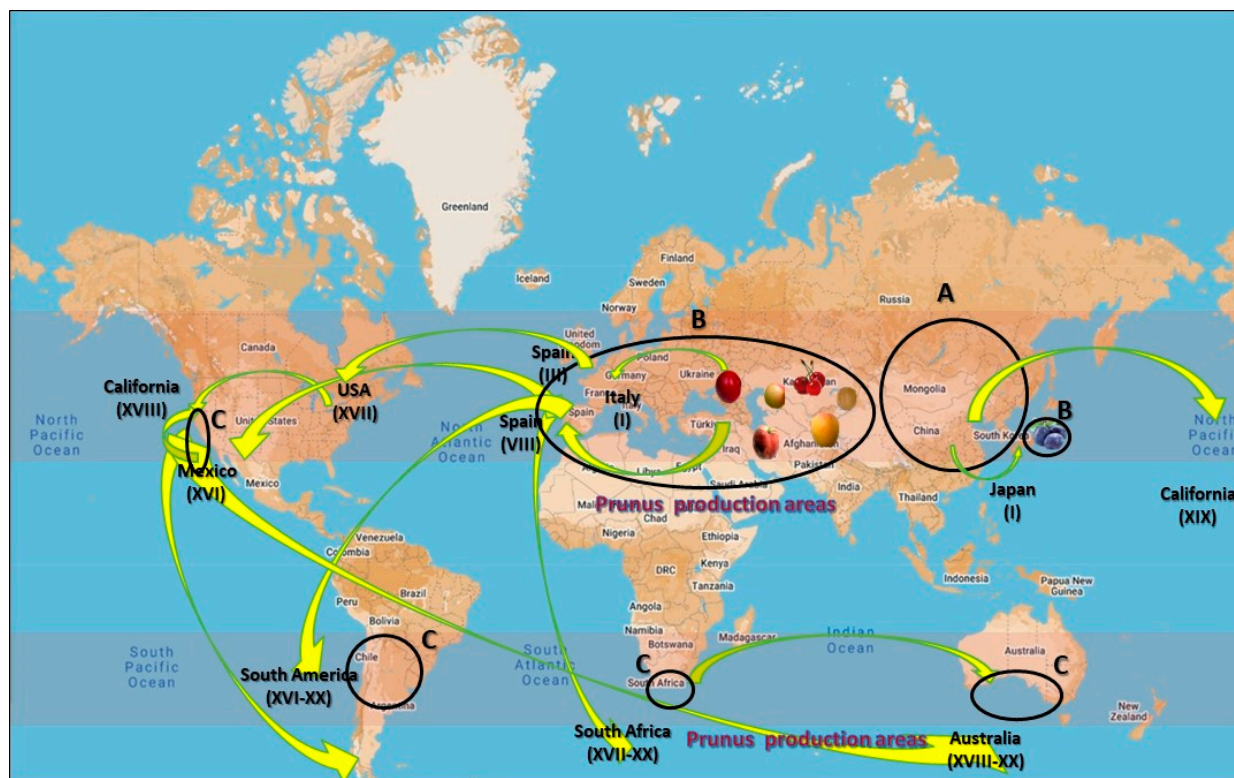 Greenland
Iceland
Finland
Sweden
Norway
Russia
A
B
United
Kingdom
Poland
Germany
Ukraine
France
Spain
(III)
Italy
(I)
Spain
Spain
(VIII)
Italy
Türki
Iraq
Afghanistan
Pakistan
India
Mongolia
China
South Korea
B
Japan
(I)
North
Pacific
Ocean
California
(XIX)
Canada
California
(XVIII)
C
United States
USA
(XVII)
North
Pacific
Ocean
North
Atlantic
Ocean
Mexico
(XVI)
Mexico
Libya
Egypt
Saudi Arabia
Prunus production areas
Chad
Nigeria
Ethiopia
Thailand
Venezuela
Colombia
Kenya
DRC
Tanzania
Indonesia
Papua New
Guinea
Peru
Brazil
Bolivia
Angola
Namibia
Botswana
Madagascar
Indian
Ocean
Australia
South
Pacific
Ocean
South America
(XVI-XX)
Chile
C
Argentina
South
Atlantic
Ocean
C
South Africa
C
New
Zealand
South Africa
(XVII-XX)
Prunus production areas
Australia
(XVIII-XX)